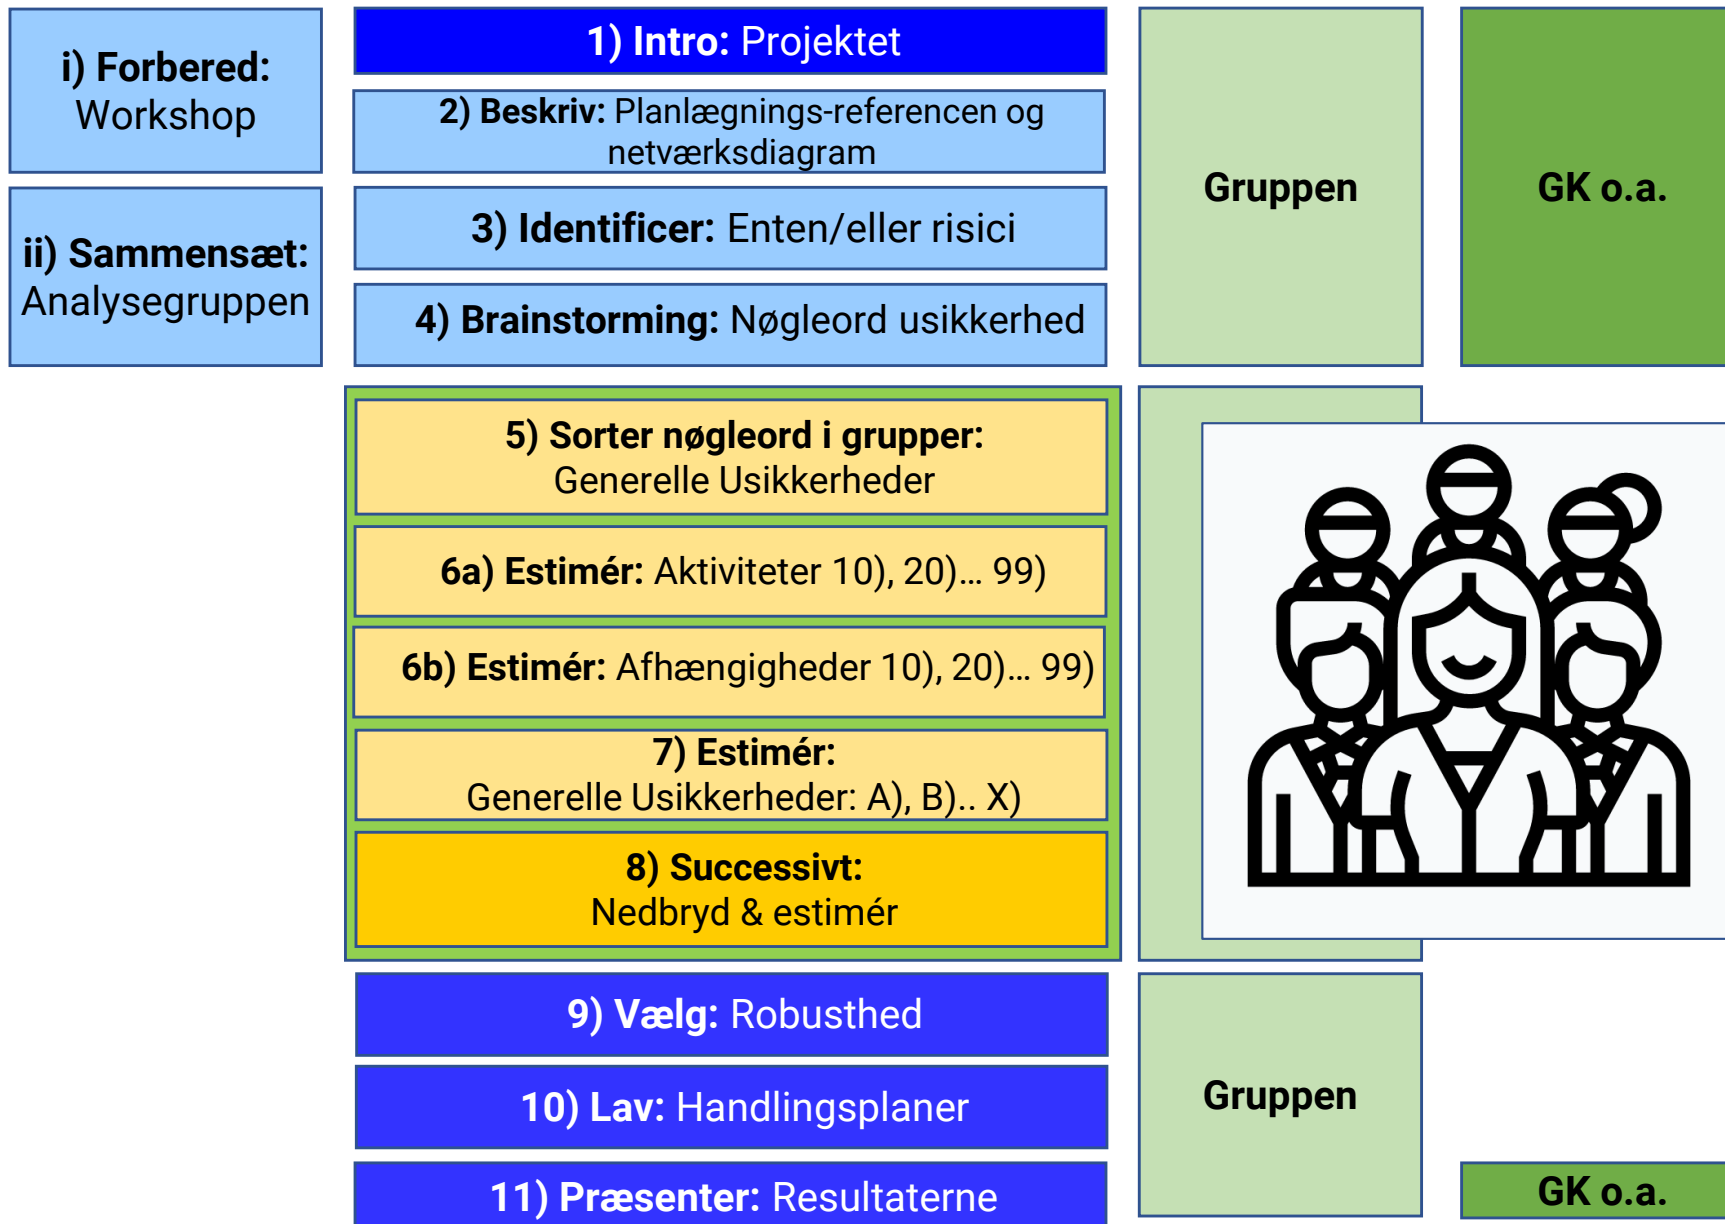 i) Forbered:
Workshop
ii) Sammensæt:
Analysegruppen
1) Intro: Projektet
2) Beskriv: Planlægnings-referencen og
netværksdiagram
3) Identificer: Enten/eller risici
4) Brainstorming: Nøgleord usikkerhed
Gruppen
GK o.a.
5) Sorter nøgleord i grupper:
Generelle Usikkerheder
6a) Estimér: Aktiviteter 10), 20)... 99)
6b) Estimér: Afhængigheder 10), 20)... 99)
7) Estimér:
Generelle Usikkerheder: A), B).. X)
8) Successivt:
Nedbryd & estimér
9) Vælg: Robusthed
10) Lav: Handlingsplaner
11) Præsenter: Resultaterne
Gruppen
GK o.a.